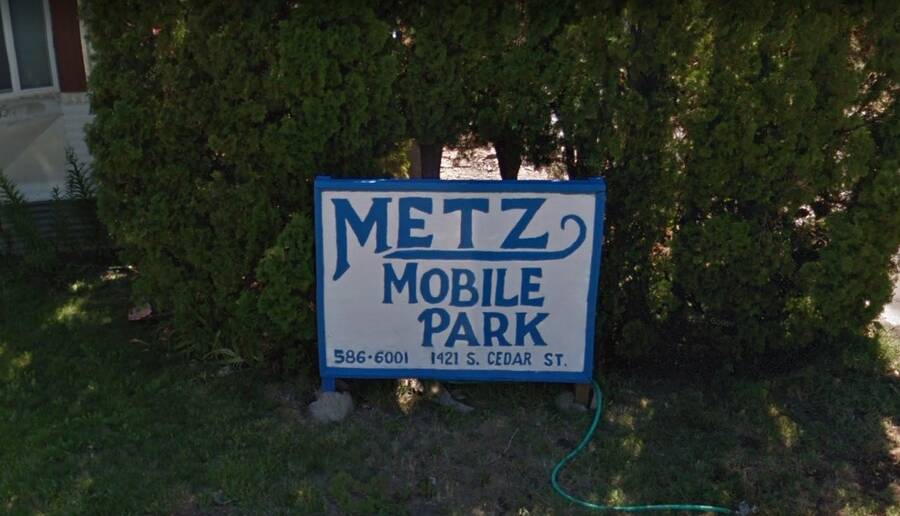 METZ
MOBILE
PARK
586·6001 1421 S. CEDAR ST.